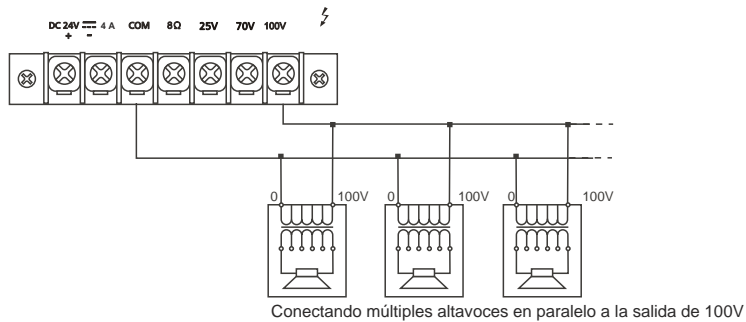 DC 24V 4 A COM 8Ω 25V 70V 100V
+ -
0 100V 0 100V 0 100V
Conectando múltiples altavoces en paralelo a la salida de 100V